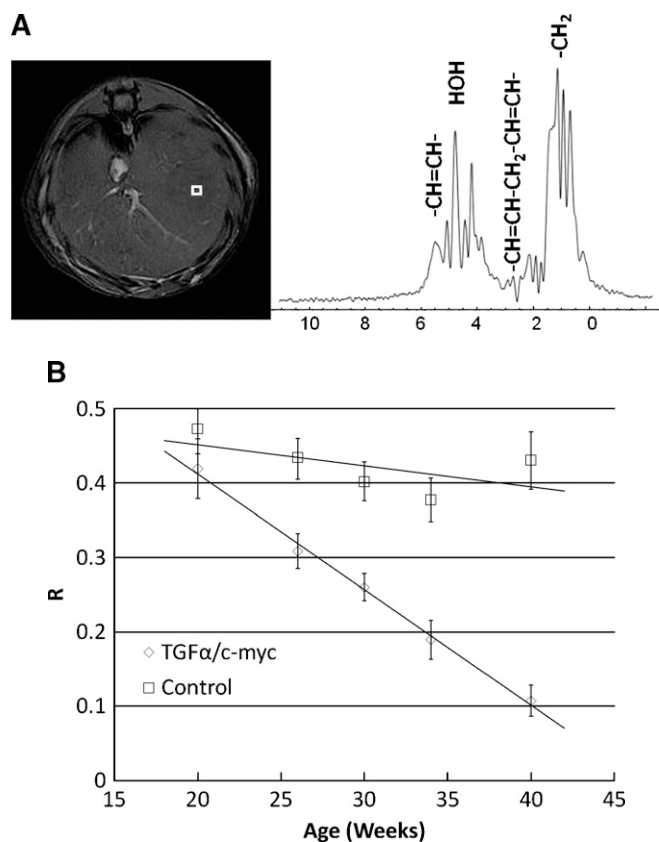 A
-CH=CH-
HOH
-CH=CH-CH₂-CH=CH-
-CH₂
10 8 6 4 2 0
B
0.5
0.4
0.3
0.2
0.1
0
R
TGFα/c-myc
Control
15 20 25 30 35 40 45
Age (Weeks)